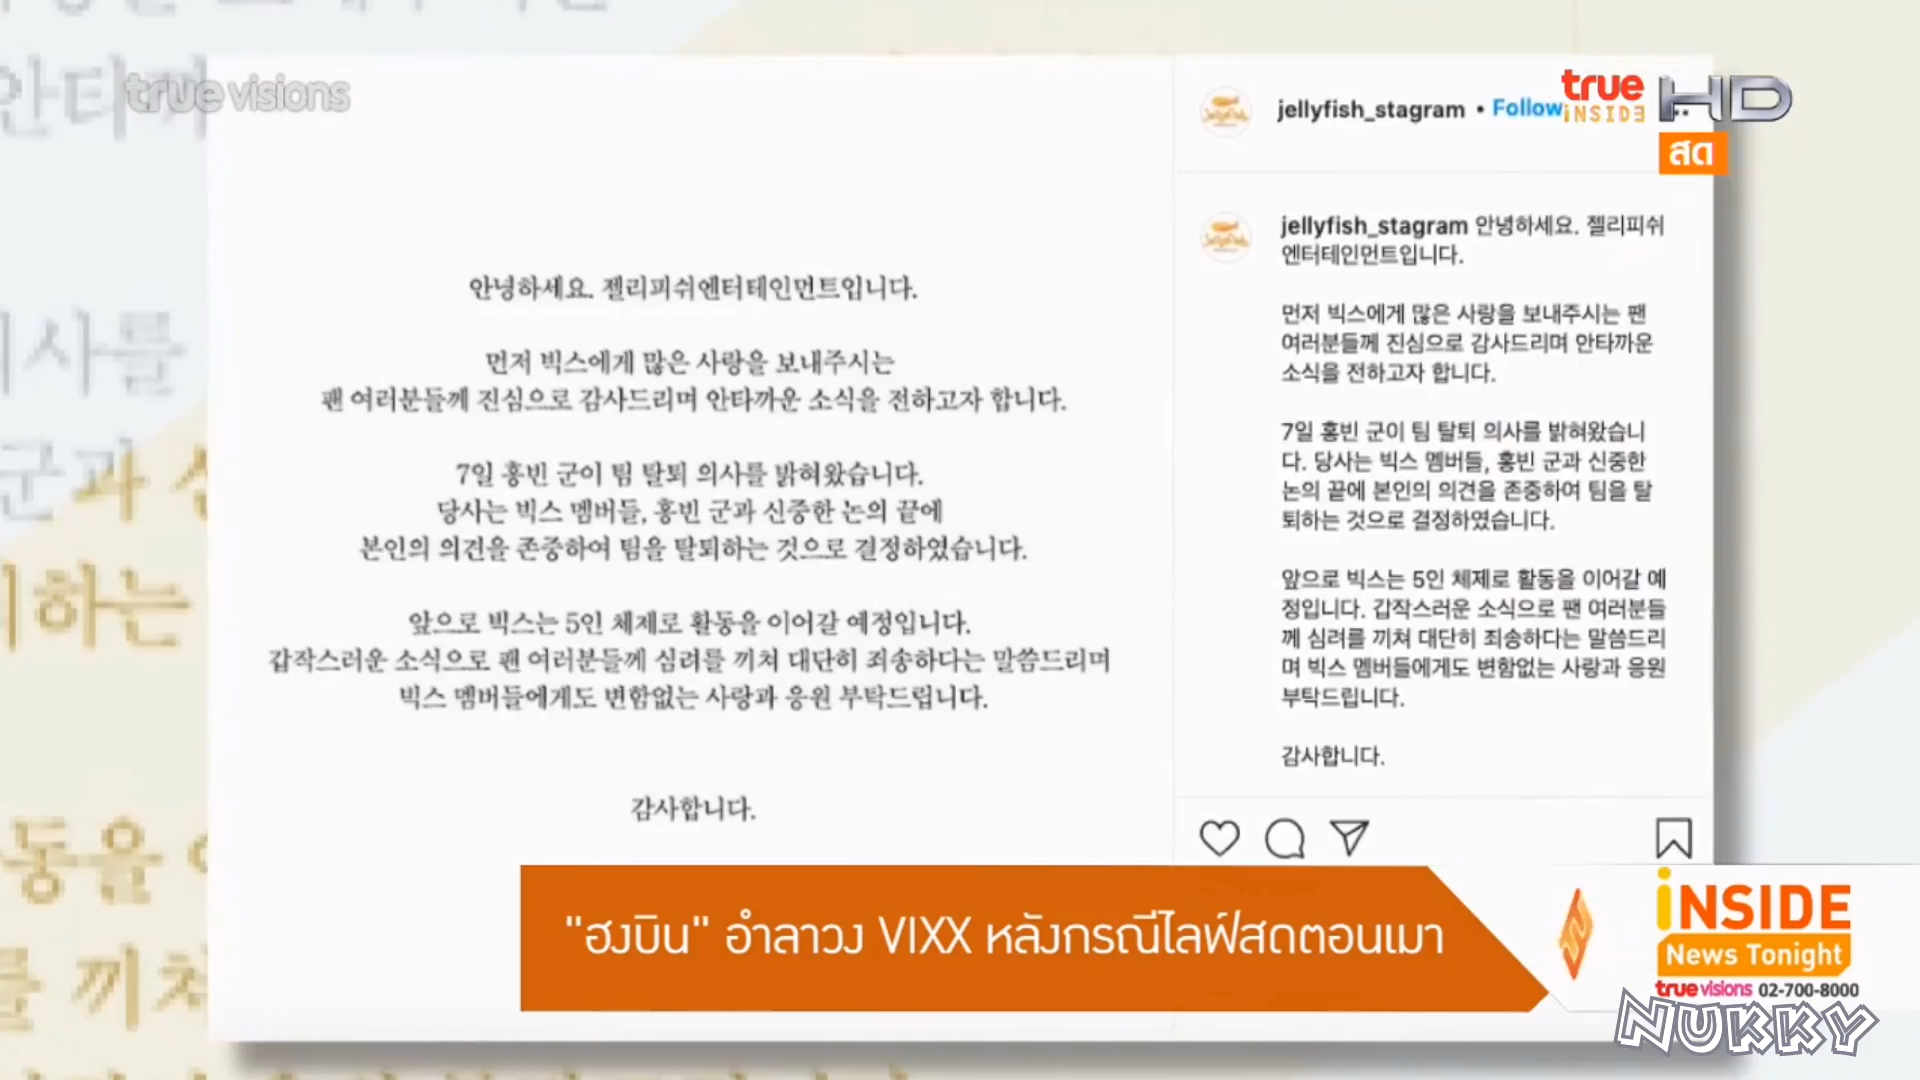 true visions
안녕하세요. 젤리피쉬엔터테인먼트입니다.
먼저 빅스에게 많은 사랑을 보내주시는
팬 여러분들께 진심으로 감사드리며 안타까운 소식을 전하고자 합니다.
7일 홍빈 군이 팀 탈퇴 의사를 밝혀왔습니다.
당사는 빅스 멤버들, 홍빈 군과 신중한 논의 끝에
본인의 의견을 존중하여 팀을 탈퇴하는 것으로 결정하였습니다.
앞으로 빅스는 5인 체제로 활동을 이어갈 예정입니다.
갑작스러운 소식으로 팬 여러분들께 심려를 끼쳐 대단히 죄송하다는 말씀드리며
빅스 멤버들에게도 변함없는 사랑과 응원 부탁드립니다.
감사합니다.
jellyfish_stagram • Follow
true
iNSIDE
HD
สด
jellyfish_stagram 안녕하세요. 젤리피쉬
엔터테인먼트입니다.
먼저 빅스에게 많은 사랑을 보내주시는 팬
여러분들께 진심으로 감사드리며 안타까운
소식을 전하고자 합니다.
7일 홍빈 군이 팀 탈퇴 의사를 밝혀왔습니
다. 당사는 빅스 멤버들, 홍빈 군과 신중한
논의 끝에 본인의 의견을 존중하여 팀을 탈
퇴하는 것으로 결정하였습니다.
앞으로 빅스는 5인 체제로 활동을 이어갈 예
정입니다. 갑작스러운 소식으로 팬 여러분들
께 심려를 끼쳐 대단히 죄송하다는 말씀드리
며 빅스 멤버들에게도 변함없는 사랑과 응원
부탁드립니다.
감사합니다.
"ฮงบิน" อำลาวง VIXX หลังกรณีไลฟ์สดตอนเมา
iNSIDE
News Tonight
true visions 02-700-8000
NUKKY